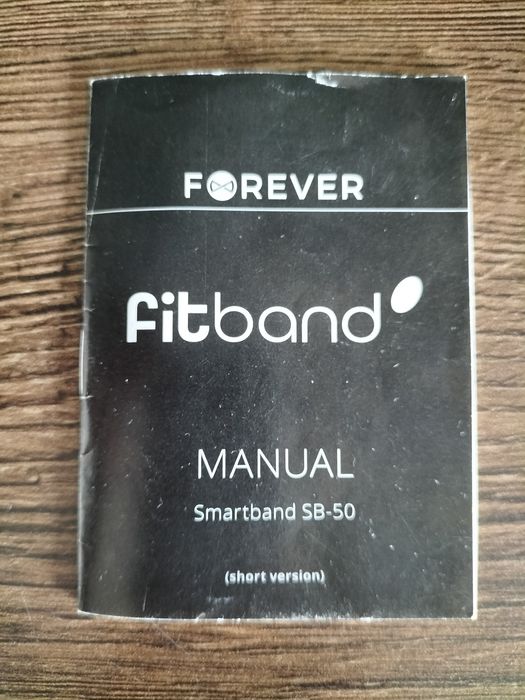 FOREVER
fitband
MANUAL
Smartband SB-50
(short version)